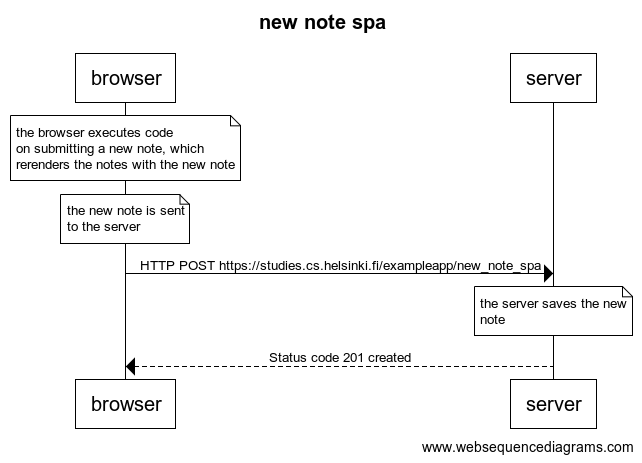 new note spa
browser
server
the browser executes code
on submitting a new note, which
rerenders the notes with the new note
the new note is sent
to the server
HTTP POST https://studies.cs.helsinki.fi/exampleapp/new_note_spa
the server saves the new
note
Status code 201 created
browser
server
www.websequencediagrams.com